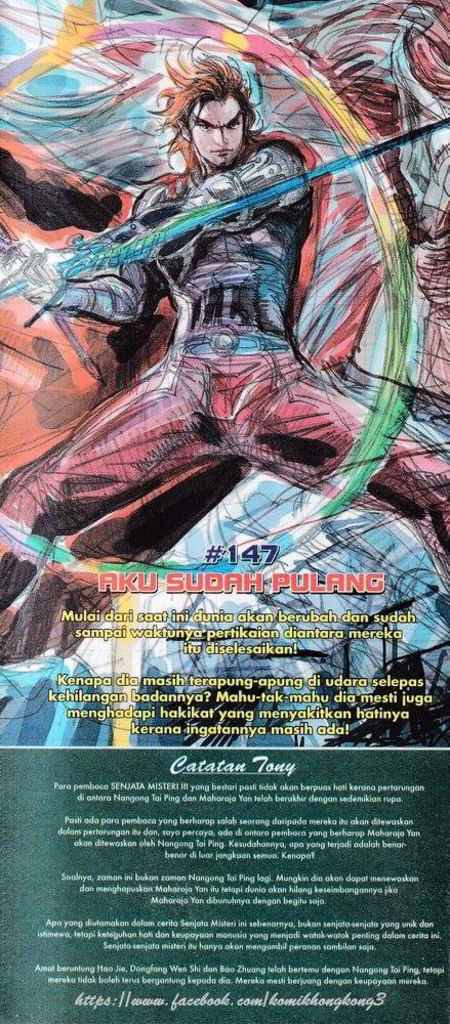 #147
AKU SUDAH PULANG
Mulai dari saat ini dunia akan berubah dan sudah
sampai waktunya pertikaian diantara mereka
itu diselesaikan!
Kenapa dia masih terapung-apung di udara selepas
kehilangan badannya? Mahu-tak-mahu dia mesti juga
menghadapi hakikat yang menyakitkan hatinya
kerana ingatannya masih ada!
Catatan Tony
Para pembaca SENJATA MISTERI III yang bestari pasti tidak akan berpuas hati kerana pertarungan
di antara Nangong Tai Ping dan Maharaja Yan telah berakhir dengan sedemikian rupa.
Pasti ada para pembaca yang berharap salah seorang daripada mereka itu akan ditewaskan
dalam pertarungan itu dan, saya percaya, ada di antara pembaca yang berharap Maharaja Yan
akan ditewaskan oleh Nangong Tai Ping. Kesudahannya, apa yang terjadi adalah benar-
benar di luar jangkaan semua. Kenapa?
Soalnya, zaman ini bukan zaman Nangong Tai Ping lagi. Mungkin dia akan dapat menewaskan
dan menghapuskan Maharaja Yan itu tetapi dunia akan hilang keseimbangannya jika
Maharaja Yan dibunuhnya dengan begitu saja.
Apa yang diutamakan dalam cerita Senjata Misteri ini sebenarnya, bukan senjata-senjata yang unik dan
istimewa, tetapi keteguhan hati dan keupayaan manusia yang menjadi watak-watak penting dalam cerita ini.
Senjata-senjata misteri itu hanya akan mengambil peranan sambilan saja.
Amat beruntung Hao Jie, Dongfang Wen Shi dan Bao Zhuang telah bertemu dengan Nangong Tai Ping, tetapi
mereka tidak boleh terus bergantung kepada dia. Mereka mesti berjuang dengan keupayaan mereka.
https://www.facebook.com/komikhongkong3